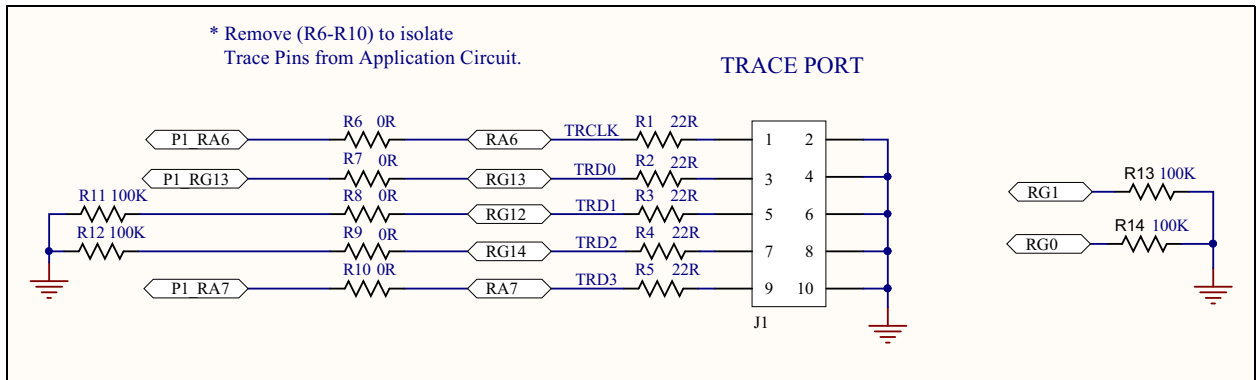 * Remove (R6-R10) to isolate
Trace Pins from Application Circuit.
TRACE PORT
P1_RA6 R6 0R RA6 TRCLK R1 22R 1 2
P1_RG13 R7 0R RG13 TRD0 R2 22R 3 4
R11 100K R8 0R RG12 TRD1 R3 22R 5 6
R12 100K R9 0R RG14 TRD2 R4 22R 7 8
P1_RA7 R10 0R RA7 TRD3 R5 22R 9 10
J1
RG1 R13 100K
RG0 R14 100K